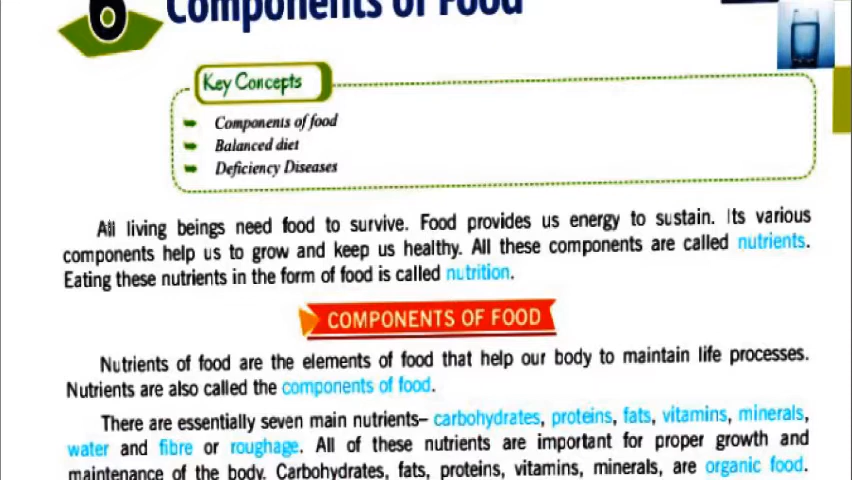 6
Components of Food
Key Concepts
Components of food
Balanced diet
Deficiency Diseases
All living beings need food to survive. Food provides us energy to sustain. Its various
components help us to grow and keep us healthy. All these components are called nutrients.
Eating these nutrients in the form of food is called nutrition.
COMPONENTS OF FOOD
Nutrients of food are the elements of food that help our body to maintain life processes.
Nutrients are also called the components of food.
There are essentially seven main nutrients– carbohydrates, proteins, fats, vitamins, minerals,
water and fibre or roughage. All of these nutrients are important for proper growth and
maintenance of the body. Carbohydrates, fats, proteins, vitamins, minerals, are organic food.